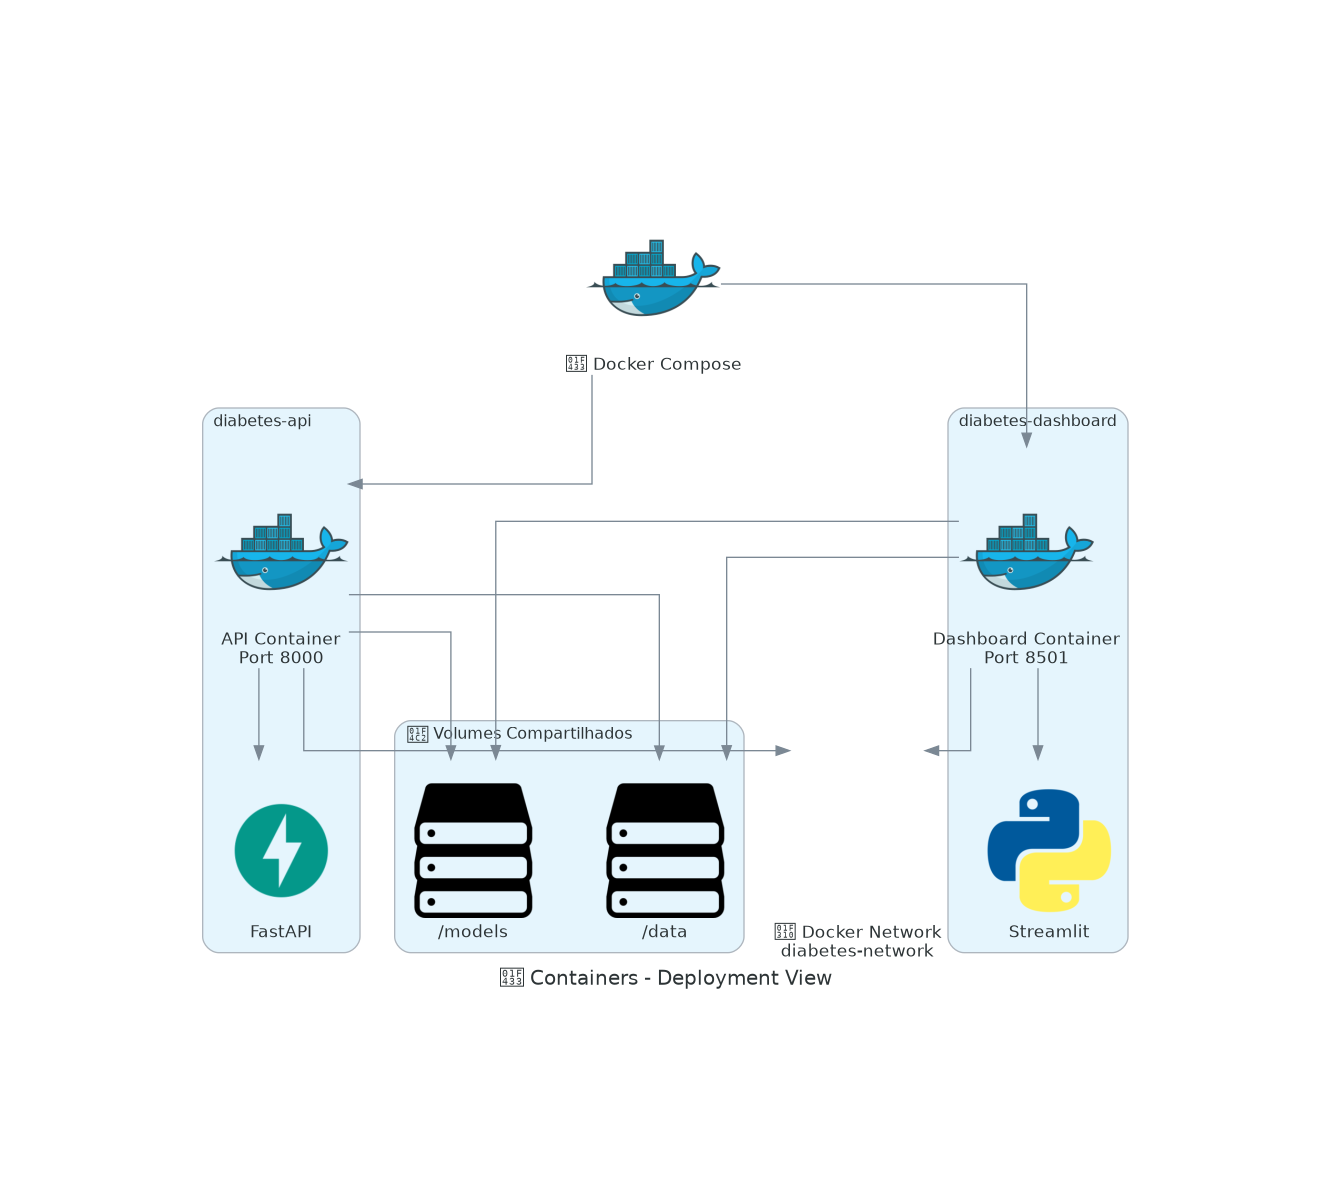 Docker Compose
diabetes-api
diabetes-dashboard
API Container
Port 8000
Dashboard Container
Port 8501
Volumes Compartilhados
FastAPI
/models
/data
Docker Network
diabetes-network
Streamlit
Containers - Deployment View